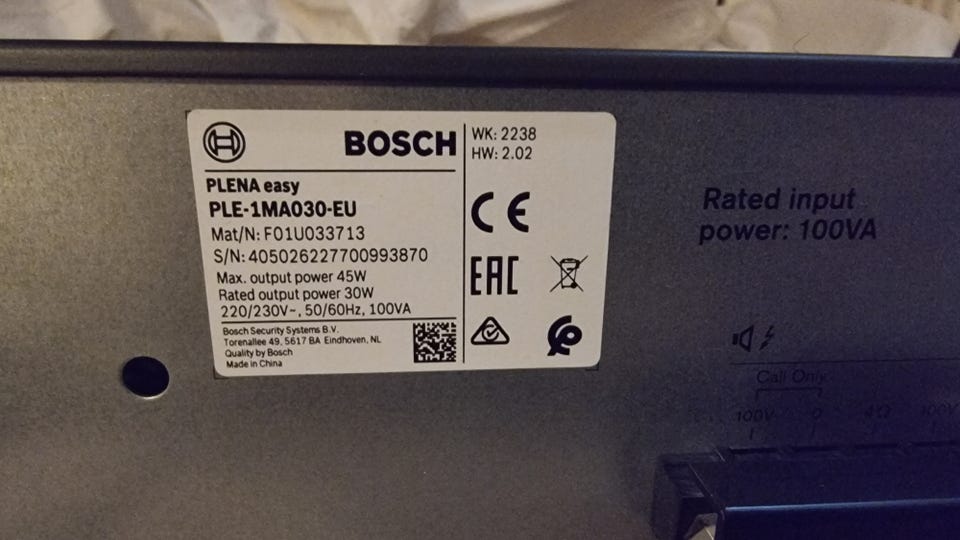 BOSCH
PLENA easy
PLE-1MA030-EU
Mat/N: F01U033713
S/N: 405026227700993870
Max. output power 45W
Rated output power 30W
220/230V~, 50/60Hz, 100VA
Bosch Security Systems B.V.
Torenallee 49, 5617 BA Eindhoven, NL
Quality by Bosch
Made in China
WK: 2238
HW: 2.02
CE
EAC
Rated input
power: 100VA
Call Only
100V 0 4Ω 100V